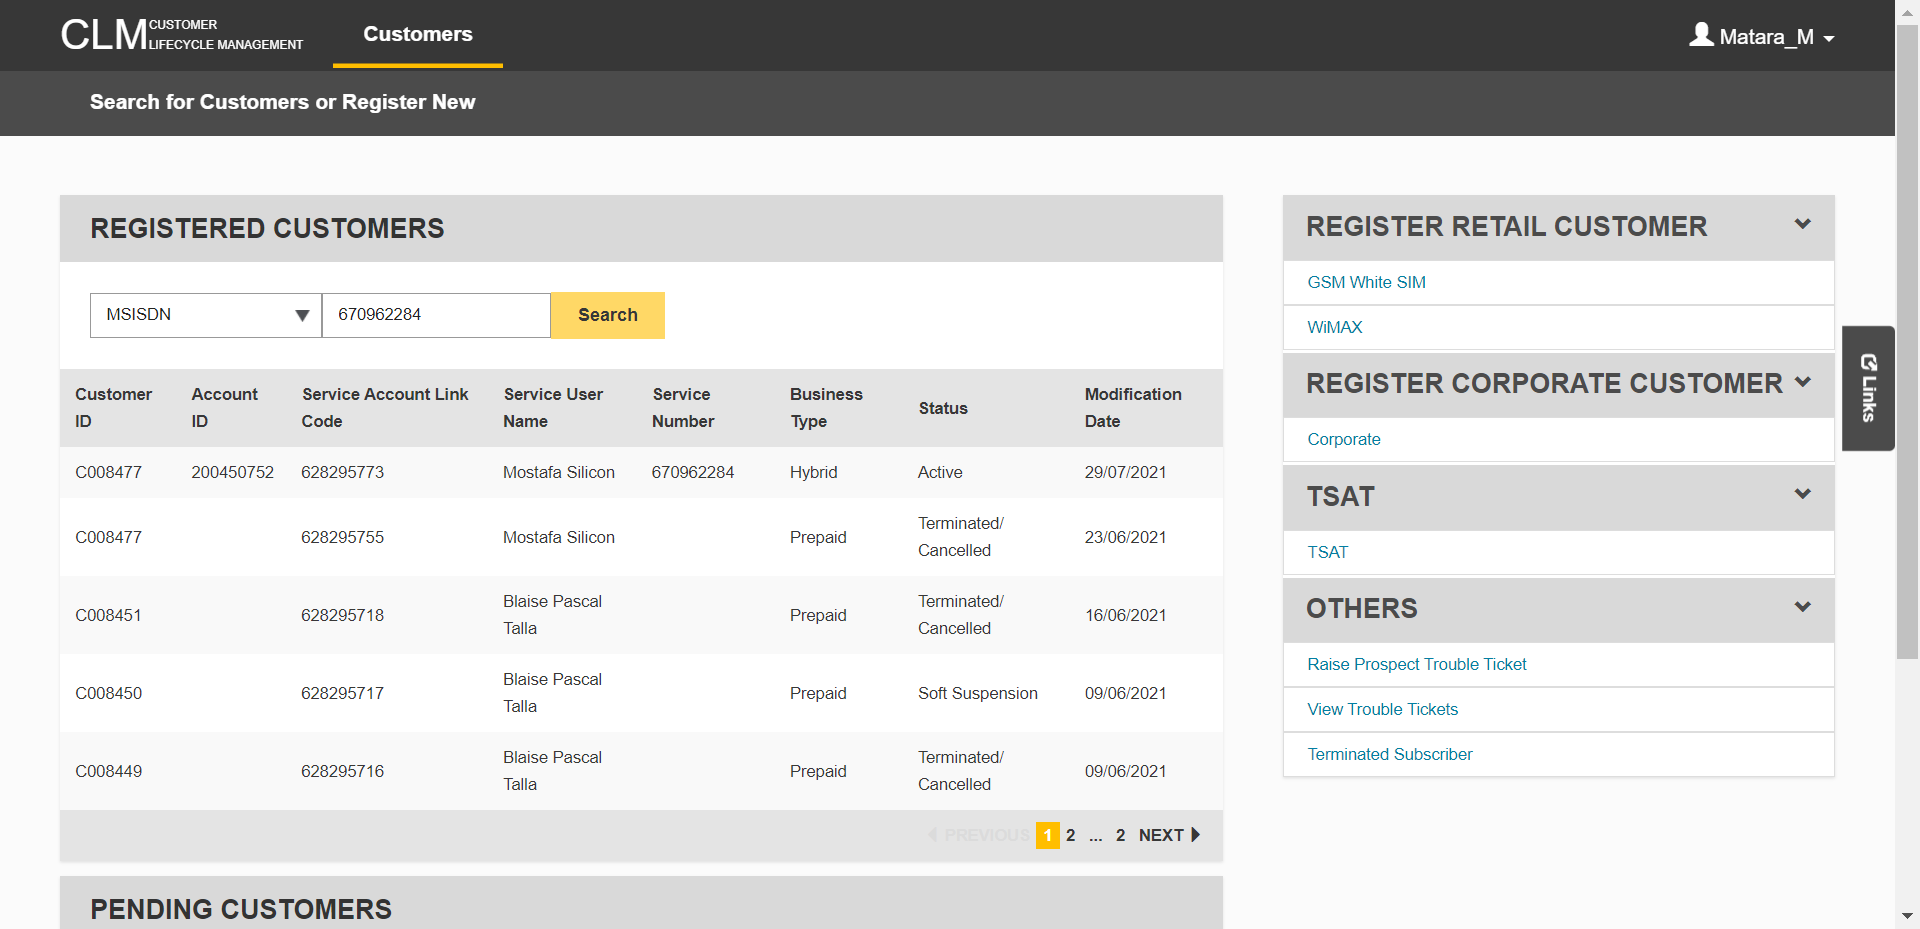 CLM CUSTOMER
LIFECYCLE MANAGEMENT
Customers
Matara_M
Search for Customers or Register New
REGISTERED CUSTOMERS
MSISDN 670962284 Search
Customer ID Account ID Service Account Link Code Service User Name Service Number Business Type Status Modification Date
C008477 200450752 628295773 Mostafa Silicon 670962284 Hybrid Active 29/07/2021
C008477 628295755 Mostafa Silicon Prepaid Terminated/ Cancelled 23/06/2021
C008451 628295718 Blaise Pascal Talla Prepaid Terminated/ Cancelled 16/06/2021
C008450 628295717 Blaise Pascal Talla Prepaid Soft Suspension 09/06/2021
C008449 628295716 Blaise Pascal Talla Prepaid Terminated/ Cancelled 09/06/2021
PREVIOUS 1 2 ... 2 NEXT
PENDING CUSTOMERS
REGISTER RETAIL CUSTOMER
GSM White SIM
WiMAX
REGISTER CORPORATE CUSTOMER
Corporate
TSAT
TSAT
OTHERS
Raise Prospect Trouble Ticket
View Trouble Tickets
Terminated Subscriber
Links